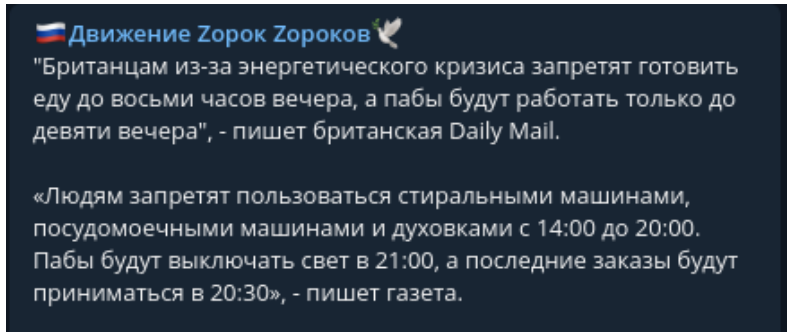 🇷🇺Движение Zорок Zороков🕊
"Британцам из-за энергетического кризиса запретят готовить
еду до восьми часов вечера, а пабы будут работать только до
девяти вечера", - пишет британская Daily Mail.
«Людям запретят пользоваться стиральными машинами,
посудомоечными машинами и духовками с 14:00 до 20:00.
Пабы будут выключать свет в 21:00, а последние заказы будут
приниматься в 20:30», - пишет газета.